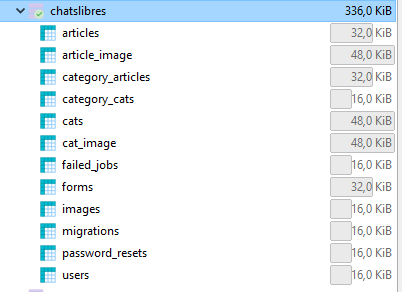 chatslibres 336,0 KiB
articles 32,0 KiB
article_image 48,0 KiB
category_articles 32,0 KiB
category_cats 16,0 KiB
cats 48,0 KiB
cat_image 48,0 KiB
failed_jobs 16,0 KiB
forms 32,0 KiB
images 16,0 KiB
migrations 16,0 KiB
password_resets 16,0 KiB
users 16,0 KiB